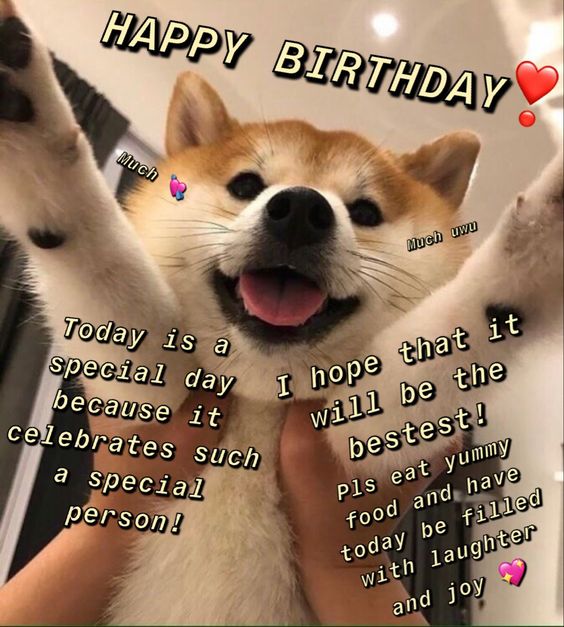 HAPPY BIRTHDAY❣️
Much 💘
Much uwu
Today is a
special day
because it
celebrates such
a special
person!
I hope that it
will be the
bestest!
Pls eat yummy
food and have
today be filled
with laughter
and joy 💖